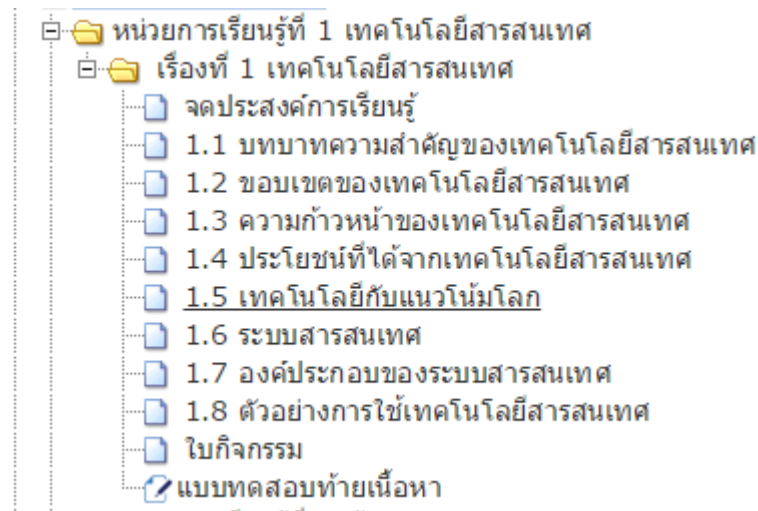 หน่วยการเรียนรู้ที่ 1 เทคโนโลยีสารสนเทศ
เรื่องที่ 1 เทคโนโลยีสารสนเทศ
จดประสงค์การเรียนรู้
1.1 บทบาทความสำคัญของเทคโนโลยีสารสนเทศ
1.2 ขอบเขตของเทคโนโลยีสารสนเทศ
1.3 ความก้าวหน้าของเทคโนโลยีสารสนเทศ
1.4 ประโยชน์ที่ได้จากเทคโนโลยีสารสนเทศ
1.5 เทคโนโลยีกับแนวโน้มโลก
1.6 ระบบสารสนเทศ
1.7 องค์ประกอบของระบบสารสนเทศ
1.8 ตัวอย่างการใช้เทคโนโลยีสารสนเทศ
ใบกิจกรรม
แบบทดสอบท้ายเนื้อหา